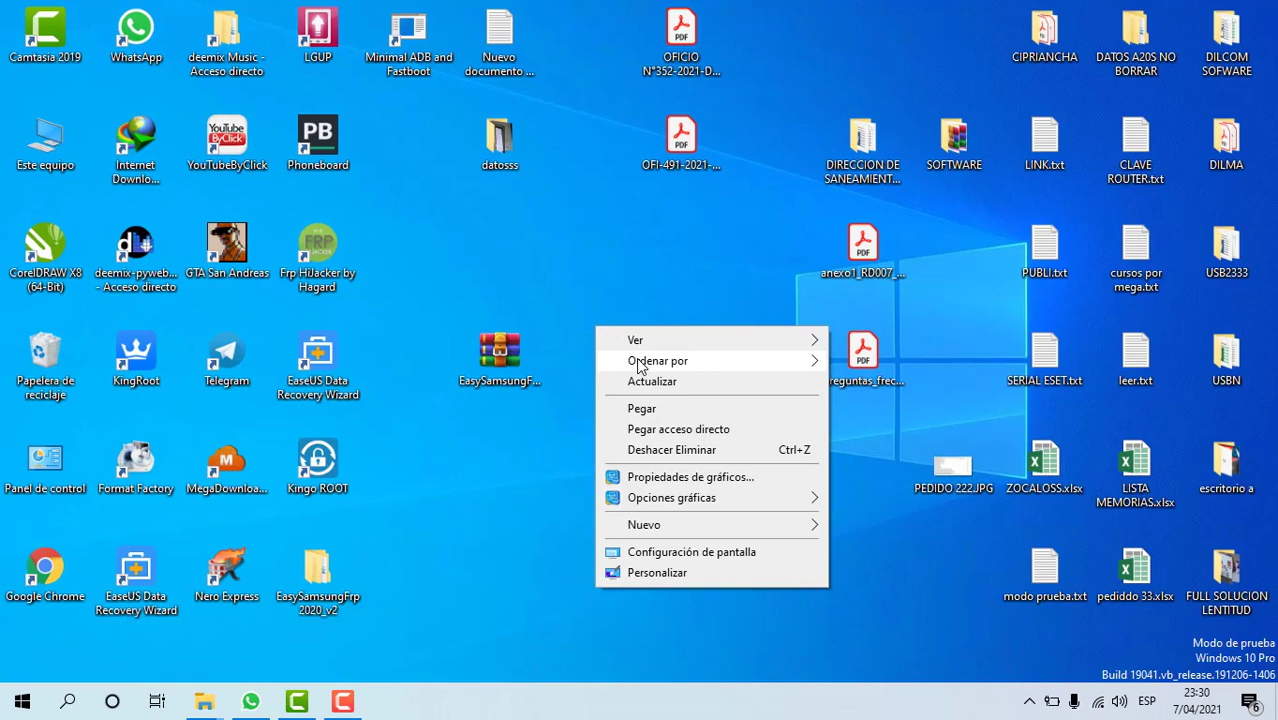 Camtasia 2019
WhatsApp
deemix Music -
Acceso directo
LGUP
Minimal ADB and
Fastboot
Nuevo
documento ...
OFICIO
N°352-2021-D...
CIPRIANCHA
DATOS A20S NO
BORRAR
DILCOM
SOFWARE
Este equipo
Internet
Downlo...
YouTube
ByClick
YouTubeByClick
PB
Phoneboard
datosss
OFI-491-2021-...
DIRECCION DE
SANEAMIENT...
SOFTWARE
LINK.txt
CLAVE
ROUTER.txt
DILMA
CorelDRAW X8
(64-Bit)
deemix-pyweb...
- Acceso directo
GTA San Andreas
FRP
HIJACKER
Frp HiJacker by
Hagard
anexo1_RD007_...
PUBLI.txt
cursos por
mega.txt
USB2333
Papelera de
reciclaje
KingRoot
Telegram
EaseUS Data
Recovery Wizard
EasySamsungF...
reguntas_frec...
SERIAL ESET.txt
leer.txt
USBN
Ver
Ordenar por
Actualizar
Pegar
Pegar acceso directo
Deshacer Eliminar Ctrl+Z
Propiedades de gráficos...
Opciones gráficas
Nuevo
Configuración de pantalla
Personalizar
Panel de control
Format Factory
MegaDownloa...
Kingo ROOT
PEDIDO 222.JPG
ZOCALOSS.xlsx
LISTA
MEMORIAS.xlsx
escritorio a
Google Chrome
EaseUS Data
Recovery Wizard
Nero Express
EasySamsungFrp
2020_v2
modo prueba.txt
pediddo 33.xlsx
FULL SOLUCION
LENTITUD
Modo de prueba
Windows 10 Pro
Build 19041.vb_release.191206-1406
ESP
23:30
7/04/2021
6